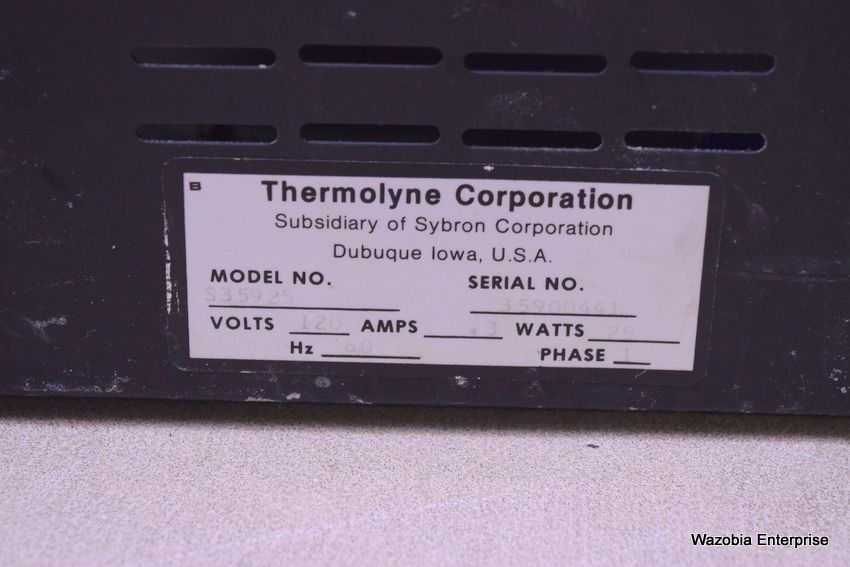 B
Thermolyne Corporation
Subsidiary of Sybron Corporation
Dubuque Iowa, U.S.A.
MODEL NO. SERIAL NO.
S35925 35900441
VOLTS 120 AMPS .3 WATTS 25
Hz 60 PHASE 1
Wazobia Enterprise